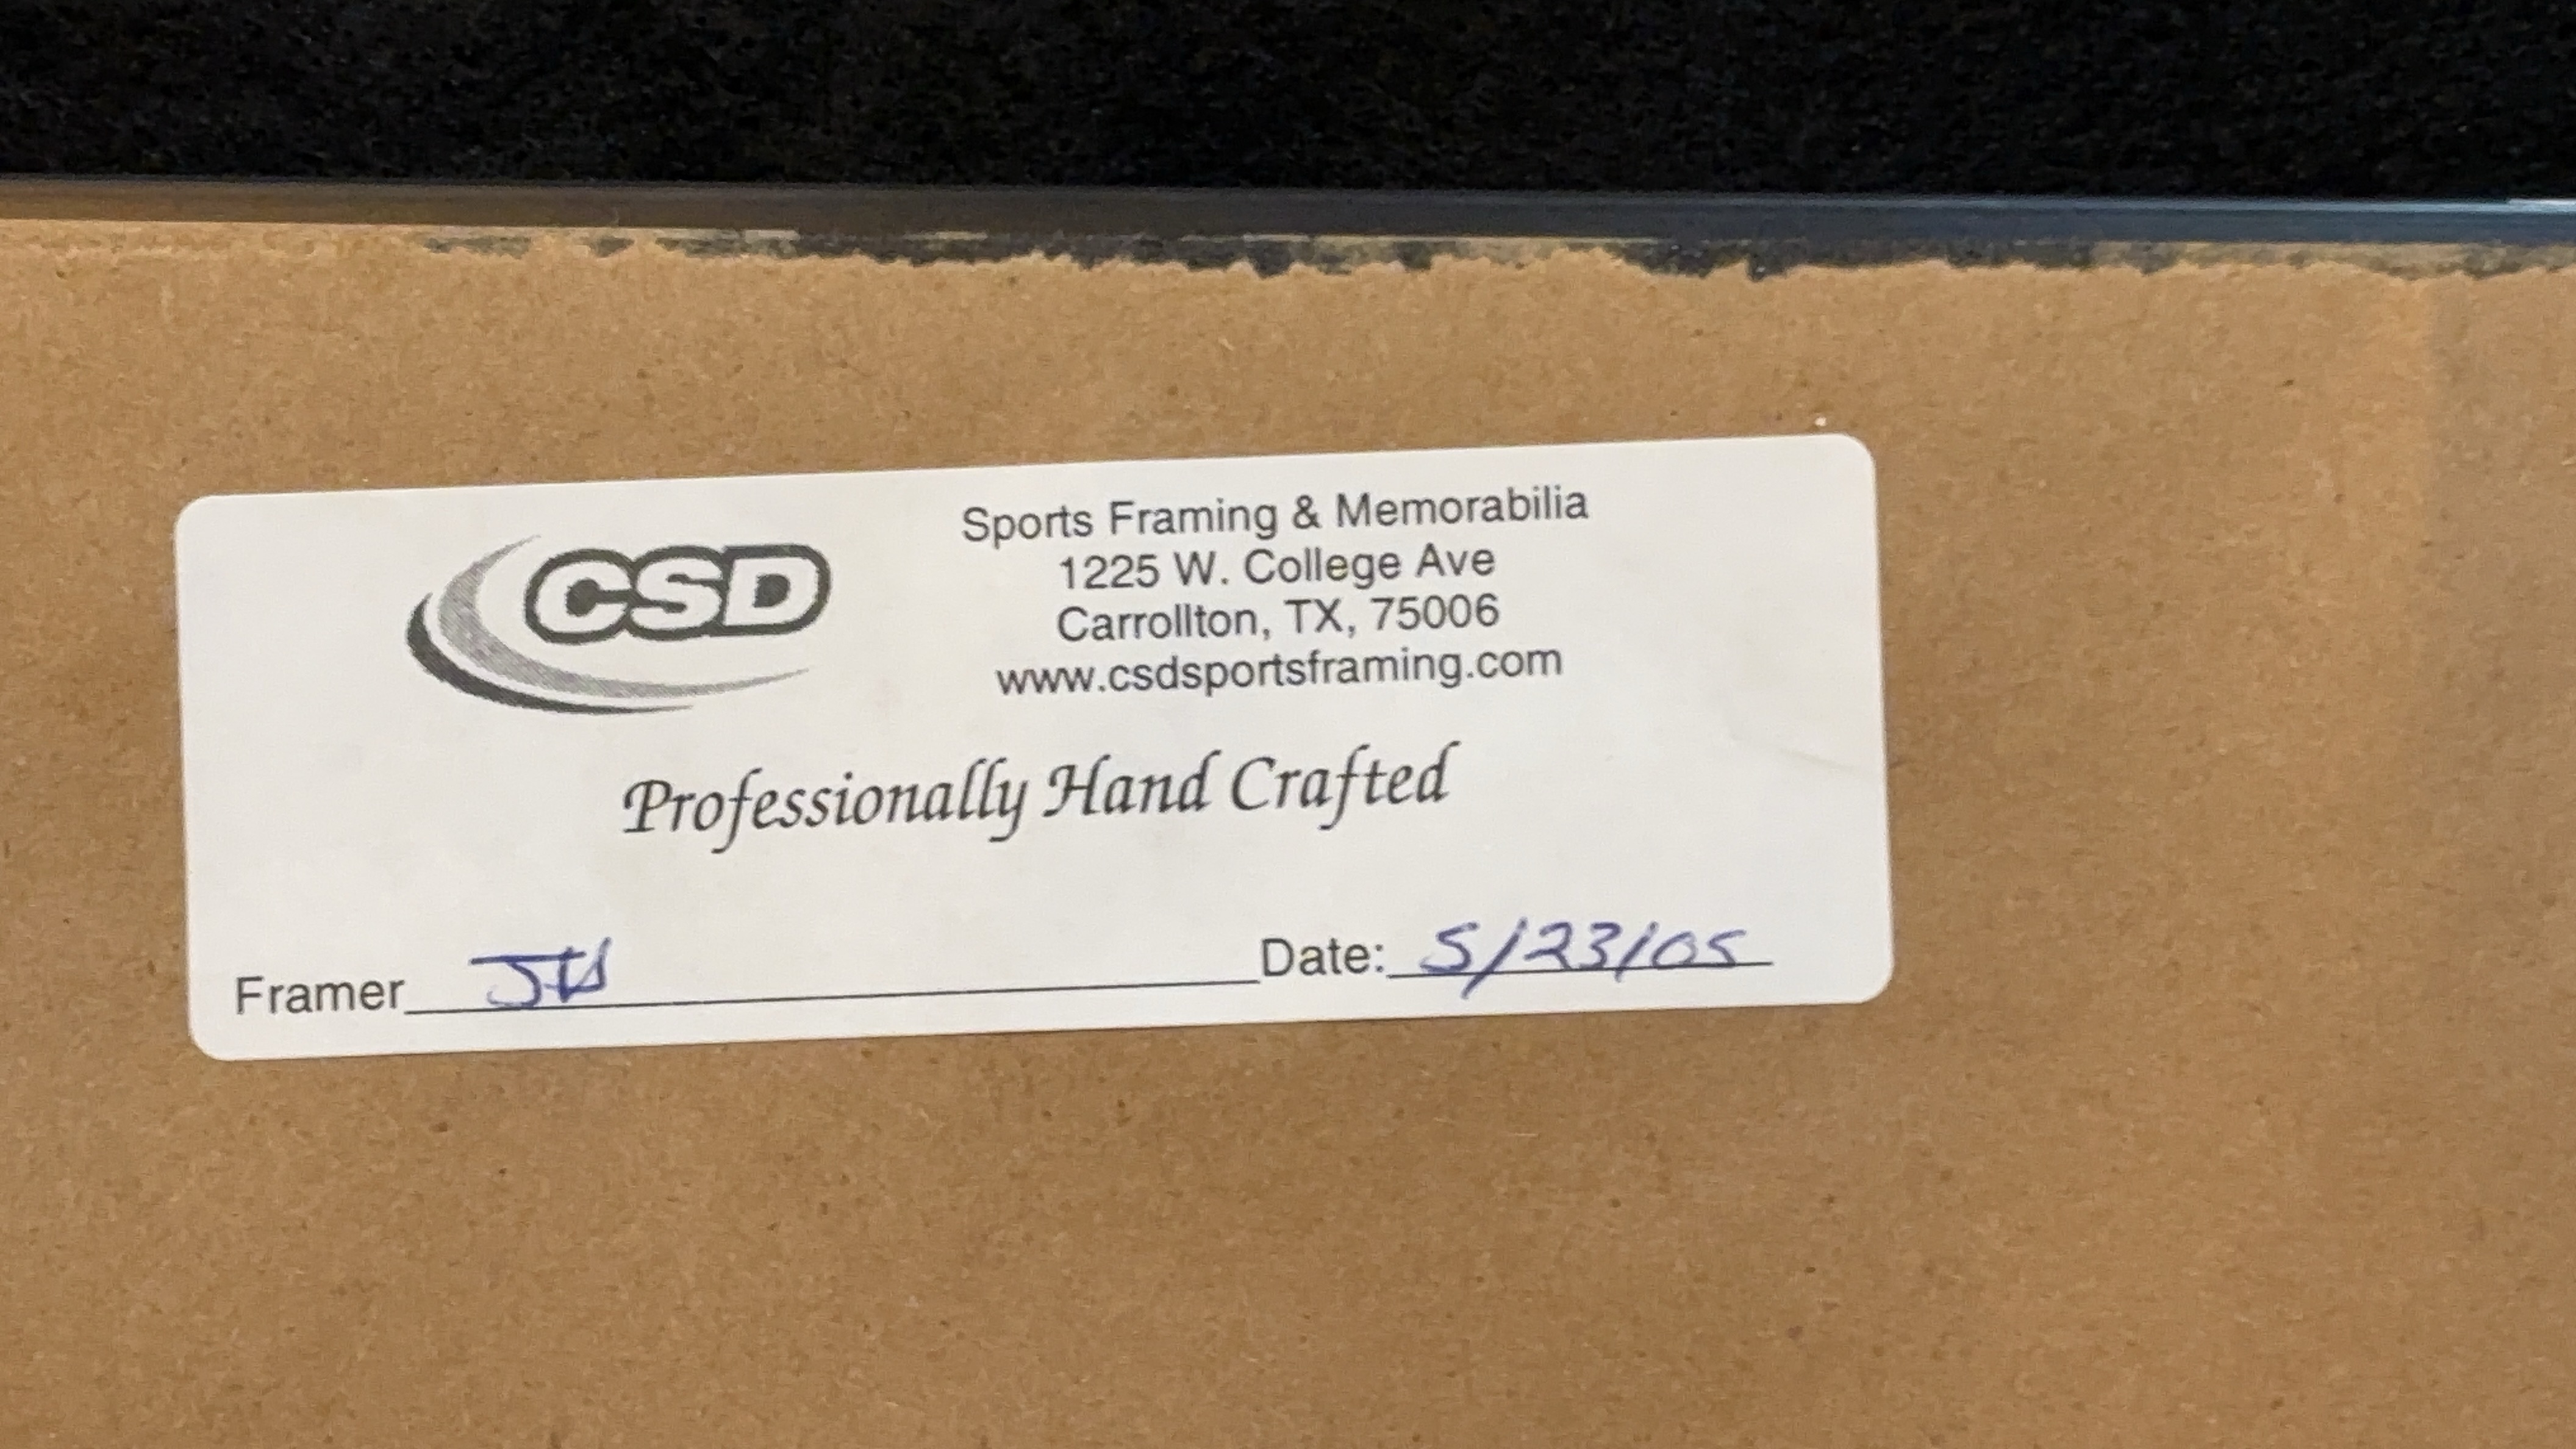 CSD
Sports Framing & Memorabilia
1225 W. College Ave
Carrollton, TX, 75006
www.csdsportsframing.com
Professionally Hand Crafted
Framer Date: 5/23/05